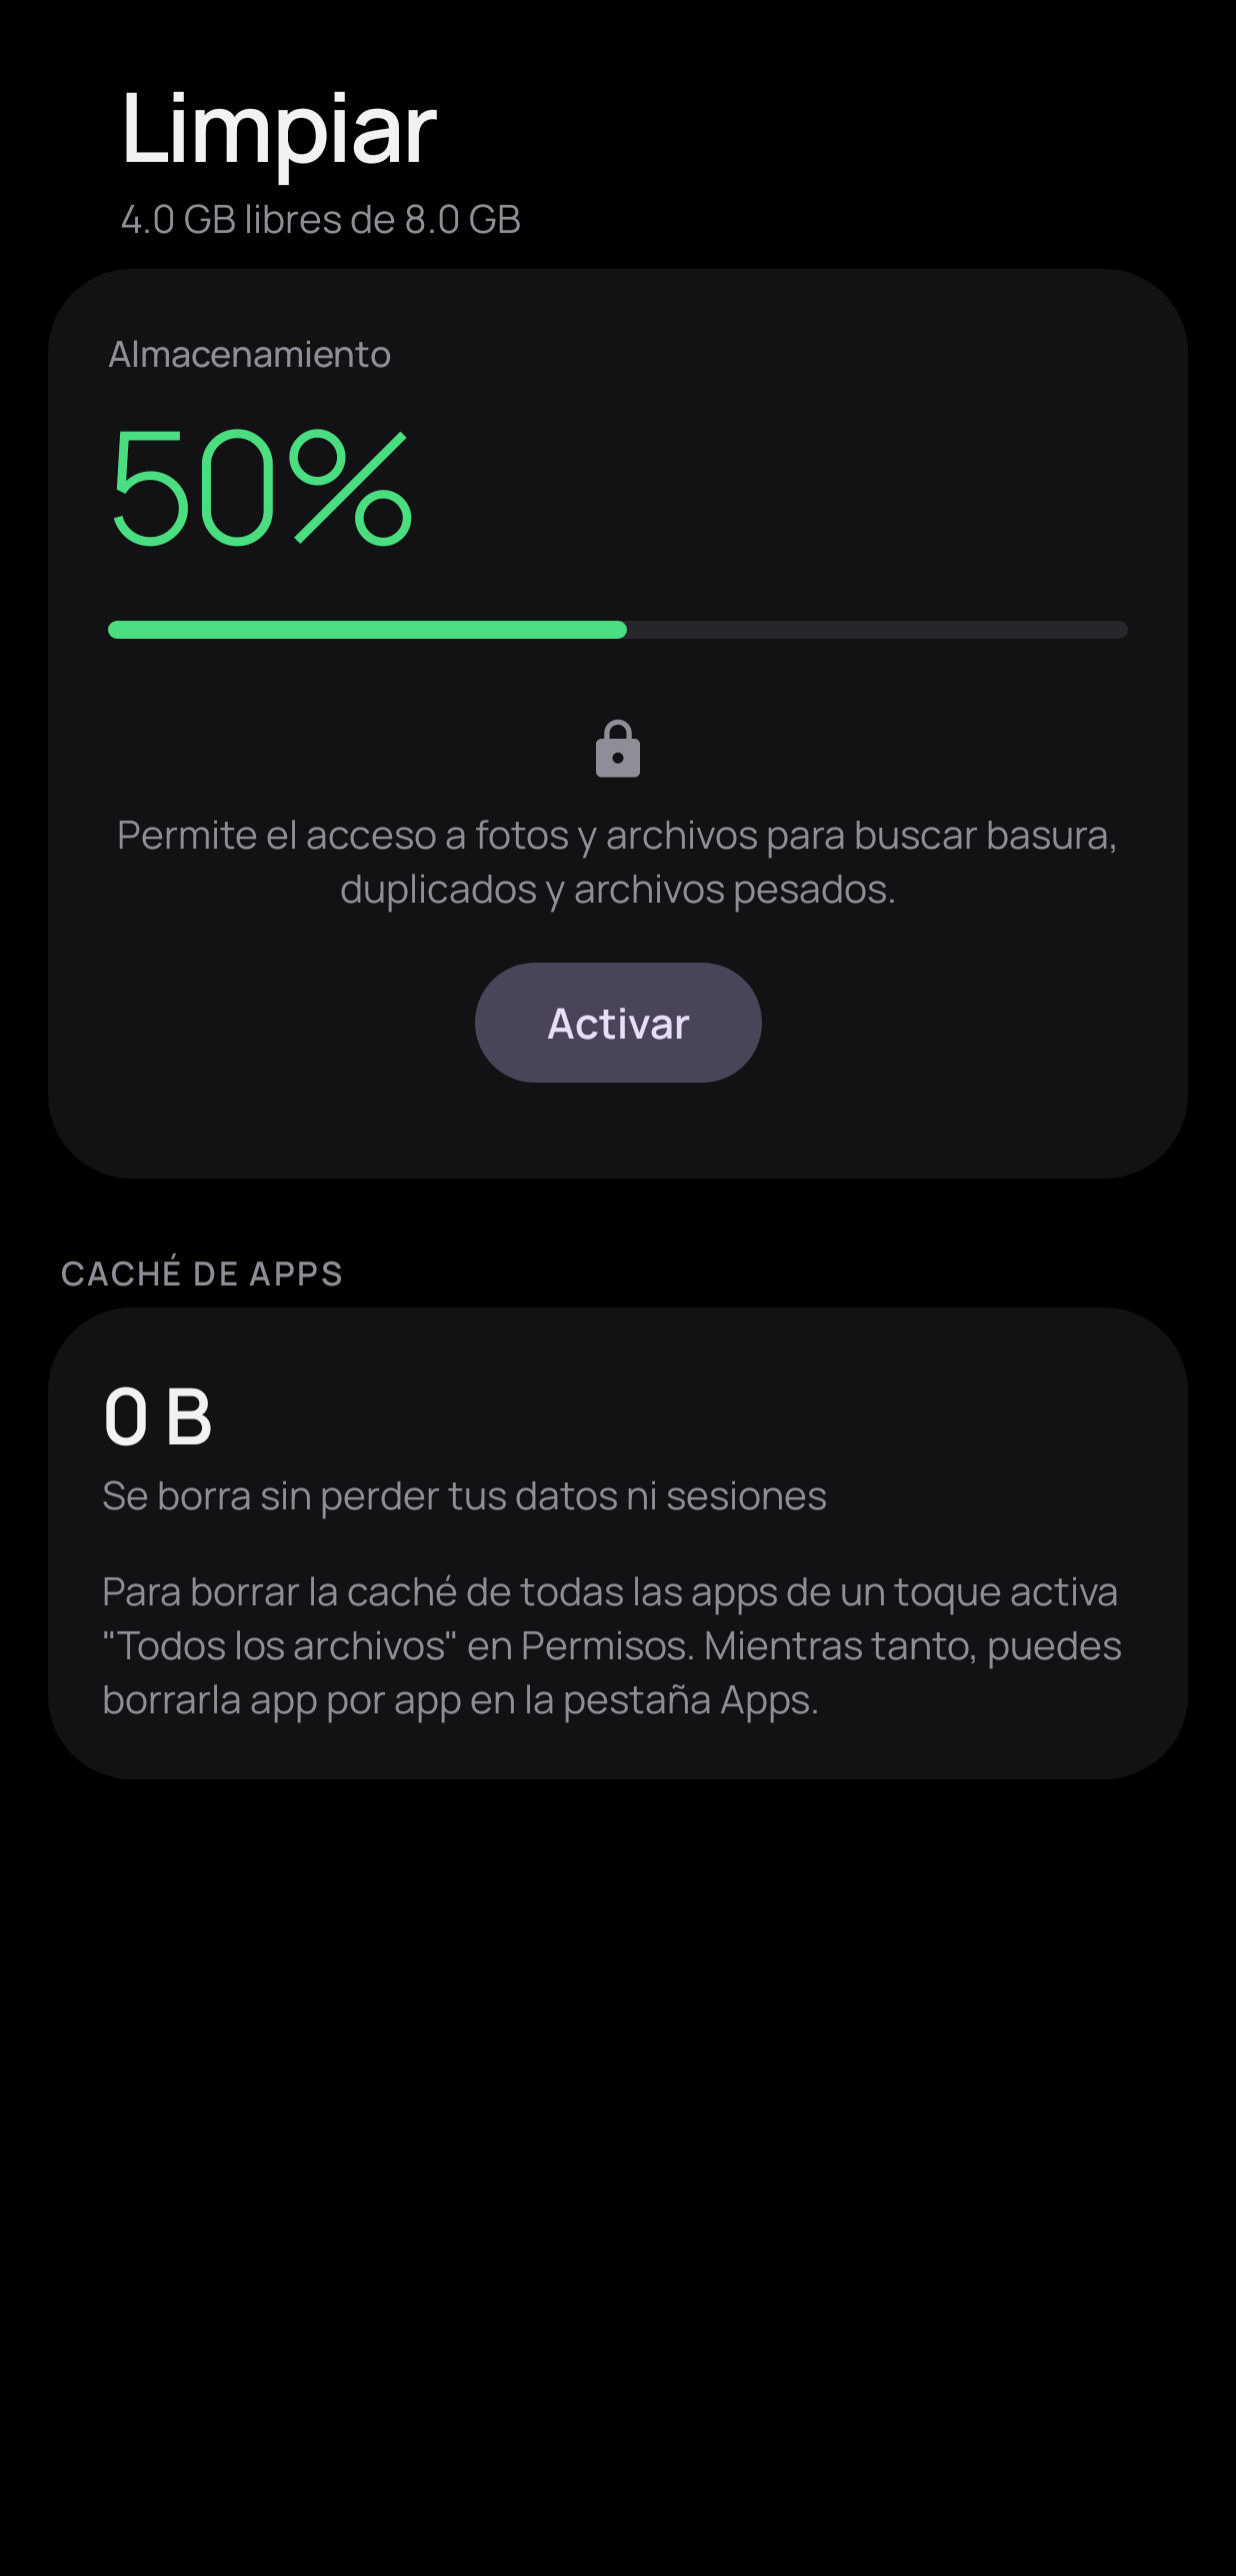 Limpiar
4.0 GB libres de 8.0 GB
Almacenamiento
50%
Permite el acceso a fotos y archivos para buscar basura,
duplicados y archivos pesados.
Activar
CACHÉ DE APPS
0 B
Se borra sin perder tus datos ni sesiones
Para borrar la caché de todas las apps de un toque activa
"Todos los archivos" en Permisos. Mientras tanto, puedes
borrarla app por app en la pestaña Apps.